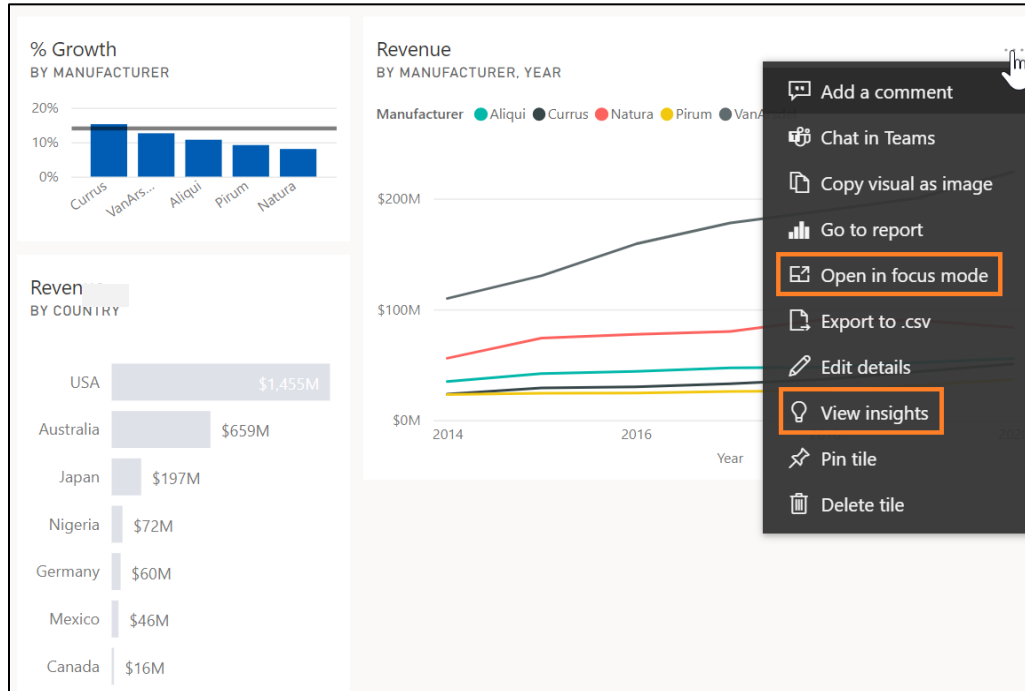 % Growth
BY MANUFACTURER
20%
10%
0%
Currus
VanArs...
Aliqui
Pirum
Natura
Revenue
BY MANUFACTURER, YEAR
Manufacturer Aliqui Currus Natura Pirum
$200M
$100M
$0M
2014
2016
Year
Add a comment
Chat in Teams
Copy visual as image
Go to report
Open in focus mode
Export to .csv
Edit details
View insights
Pin tile
Delete tile
BY COUNTRY
USA $1,455M
Australia $659M
Japan $197M
Nigeria $72M
Germany $60M
Mexico $46M
Canada $16M